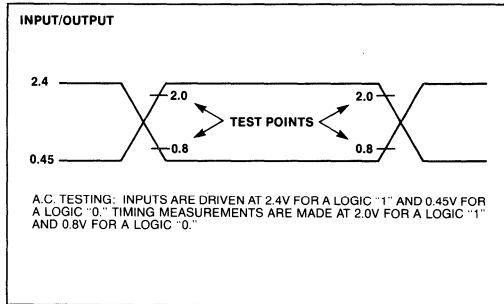 INPUT/OUTPUT
2.4
2.0
2.0
TEST POINTS
0.8
0.8
0.45
A.C. TESTING: INPUTS ARE DRIVEN AT 2.4V FOR A LOGIC "1" AND 0.45V FOR
A LOGIC "0." TIMING MEASUREMENTS ARE MADE AT 2.0V FOR A LOGIC "1"
AND 0.8V FOR A LOGIC "0."